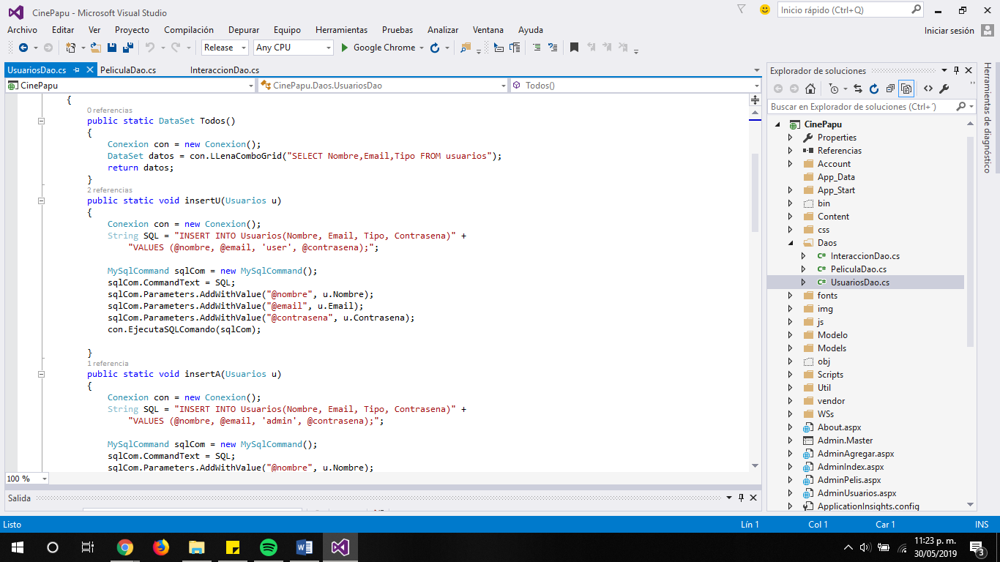 CinePapu - Microsoft Visual Studio
Inicio rápido (Ctrl+Q)
Archivo Editar Ver Proyecto Compilación Depurar Equipo Herramientas Pruebas Analizar Ventana Ayuda
Iniciar sesión
Release Any CPU Google Chrome
UsuariosDao.cs PeliculaDao.cs InteraccionDao.cs
CinePapu CinePapu.Daos.UsuariosDao Todos()
{
0 referencias
public static DataSet Todos()
{
Conexion con = new Conexion();
DataSet datos = con.LLenaComboGrid("SELECT Nombre,Email,Tipo FROM usuarios");
return datos;
}
2 referencias
public static void insertU(Usuarios u)
{
Conexion con = new Conexion();
String SQL = "INSERT INTO Usuarios(Nombre, Email, Tipo, Contrasena)" +
"VALUES (@nombre, @email, 'user', @contrasena);";
MySqlCommand sqlCom = new MySqlCommand();
sqlCom.CommandText = SQL;
sqlCom.Parameters.AddWithValue("@nombre", u.Nombre);
sqlCom.Parameters.AddWithValue("@email", u.Email);
sqlCom.Parameters.AddWithValue("@contrasena", u.Contrasena);
con.EjecutaSQLComando(sqlCom);
}
1 referencia
public static void insertA(Usuarios u)
{
Conexion con = new Conexion();
String SQL = "INSERT INTO Usuarios(Nombre, Email, Tipo, Contrasena)" +
"VALUES (@nombre, @email, 'admin', @contrasena);";
MySqlCommand sqlCom = new MySqlCommand();
sqlCom.CommandText = SQL;
sqlCom.Parameters.AddWithValue("@nombre", u.Nombre);
100 %
Salida
Explorador de soluciones
Buscar en Explorador de soluciones (Ctrl+´)
CinePapu
Properties
Referencias
Account
App_Data
App_Start
bin
Content
css
Daos
C# InteraccionDao.cs
C# PeliculaDao.cs
C# UsuariosDao.cs
fonts
img
js
Modelo
Models
obj
Scripts
Util
vendor
WSs
About.aspx
Admin.Master
AdminAgregar.aspx
AdminIndex.aspx
AdminPelis.aspx
AdminUsuarios.aspx
ApplicationInsights.config
Herramientas de diagnóstico
Listo Lín 1 Col 1 Car 1 INS
11:23 p. m.
30/05/2019
3